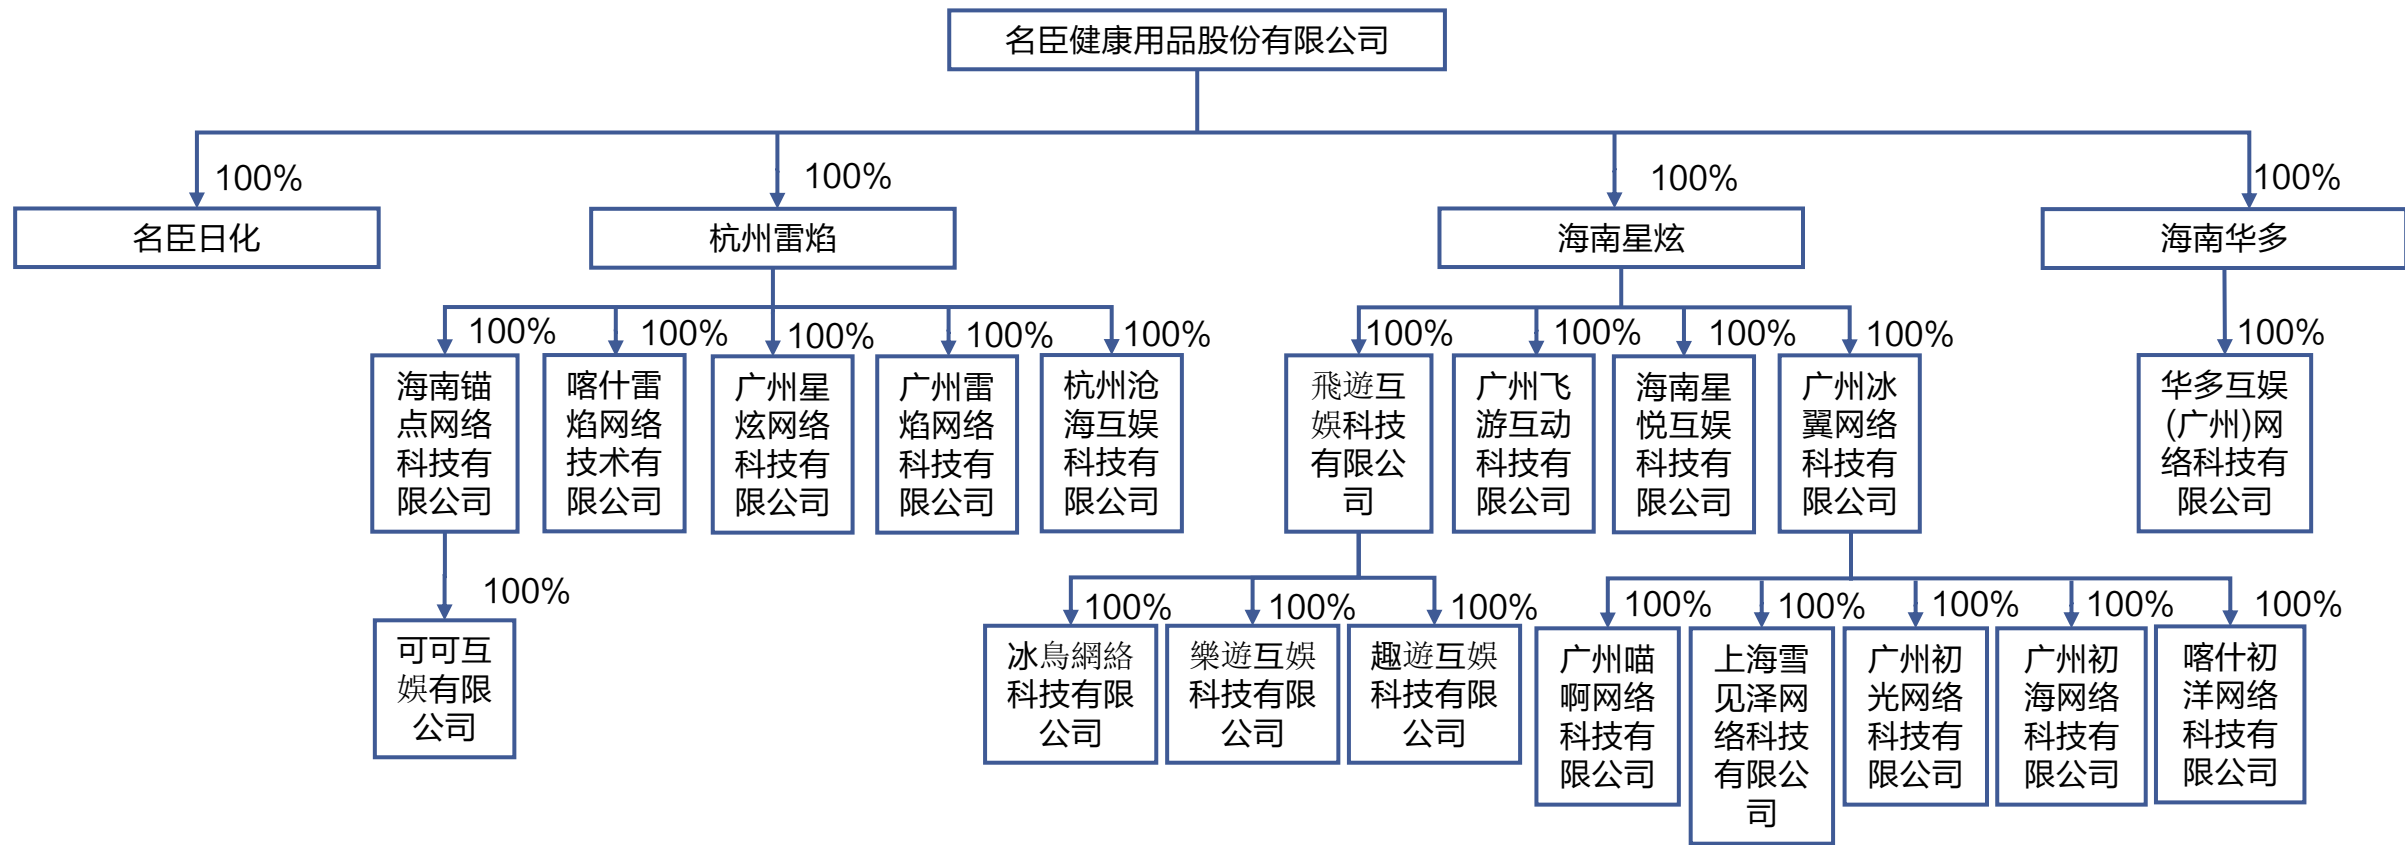 名臣健康用品股份有限公司
100%
100%
100%
100%
名臣日化
杭州雷焰
海南星炫
海南华多
100%
100%
100%
100%
100%
100%
100%
100%
100%
100%
海南锚
点网络
科技有
限公司
喀什雷
焰网络
技术有
限公司
广州星
炫网络
科技有
限公司
广州雷
焰网络
科技有
限公司
杭州沧
海互娱
科技有
限公司
飛遊互
娛科技
有限公
司
广州飞
游互动
科技有
限公司
海南星
悦互娱
科技有
限公司
广州冰
翼网络
科技有
限公司
华多互娱
(广州)网
络科技有
限公司
100%
100%
100%
100%
100%
100%
100%
100%
100%
可可互
娛有限
公司
冰鳥網絡
科技有限
公司
樂遊互娛
科技有限
公司
趣遊互娛
科技有限
公司
广州喵
啊网络
科技有
限公司
上海雪
见泽网
络科技
有限公
司
广州初
光网络
科技有
限公司
广州初
海网络
科技有
限公司
喀什初
洋网络
科技有
限公司